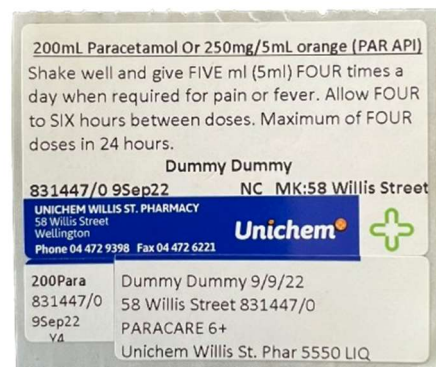 200mL Paracetamol Or 250mg/5mL orange (PAR API)
Shake well and give FIVE ml (5ml) FOUR times a
day when required for pain or fever. Allow FOUR
to SIX hours between doses. Maximum of FOUR
doses in 24 hours.
Dummy Dummy
831447/0 9Sep22 NC MK:58 Willis Street
UNICHEM WILLIS ST. PHARMACY
58 Willis Street
Wellington
Phone 04 472 9398 Fax 04 472 6221
Unichem
200Para
831447/0
9Sep22
Y4
Dummy Dummy 9/9/22
58 Willis Street 831447/0
PARACARE 6+
Unichem Willis St. Phar 5550 LIQ